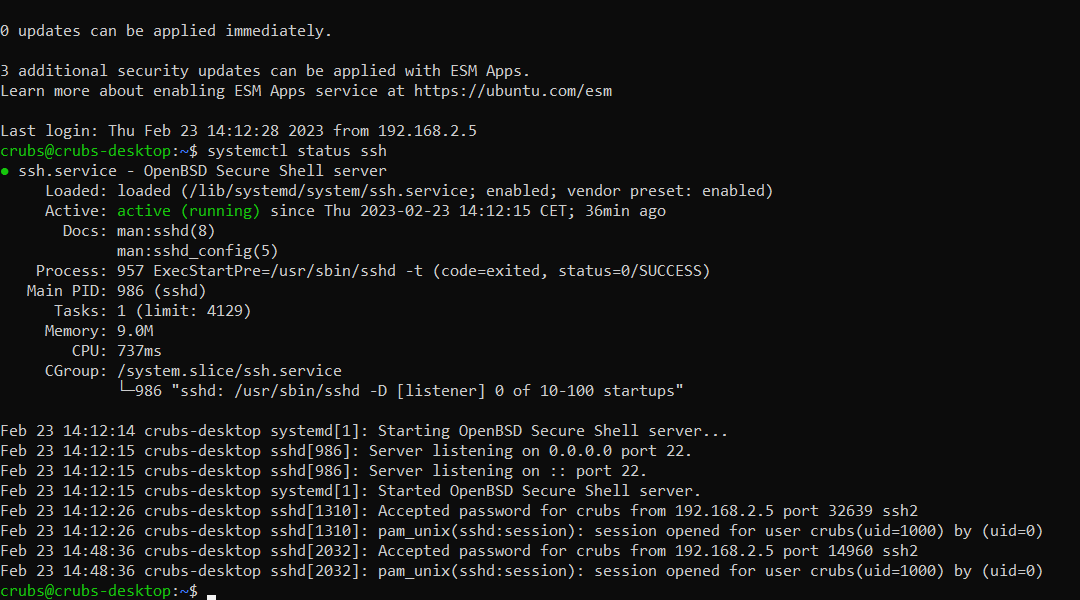 0 updates can be applied immediately.
3 additional security updates can be applied with ESM Apps.
Learn more about enabling ESM Apps service at https://ubuntu.com/esm
Last login: Thu Feb 23 14:12:28 2023 from 192.168.2.5
crubs@crubs-desktop:~$ systemctl status ssh
● ssh.service - OpenBSD Secure Shell server
     Loaded: loaded (/lib/systemd/system/ssh.service; enabled; vendor preset: enabled)
     Active: active (running) since Thu 2023-02-23 14:12:15 CET; 36min ago
       Docs: man:sshd(8)
             man:sshd_config(5)
    Process: 957 ExecStartPre=/usr/sbin/sshd -t (code=exited, status=0/SUCCESS)
   Main PID: 986 (sshd)
      Tasks: 1 (limit: 4129)
     Memory: 9.0M
        CPU: 737ms
     CGroup: /system.slice/ssh.service
             └─986 "sshd: /usr/sbin/sshd -D [listener] 0 of 10-100 startups"
Feb 23 14:12:14 crubs-desktop systemd[1]: Starting OpenBSD Secure Shell server...
Feb 23 14:12:15 crubs-desktop sshd[986]: Server listening on 0.0.0.0 port 22.
Feb 23 14:12:15 crubs-desktop sshd[986]: Server listening on :: port 22.
Feb 23 14:12:15 crubs-desktop systemd[1]: Started OpenBSD Secure Shell server.
Feb 23 14:12:26 crubs-desktop sshd[1310]: Accepted password for crubs from 192.168.2.5 port 32639 ssh2
Feb 23 14:12:26 crubs-desktop sshd[1310]: pam_unix(sshd:session): session opened for user crubs(uid=1000) by (uid=0)
Feb 23 14:48:36 crubs-desktop sshd[2032]: Accepted password for crubs from 192.168.2.5 port 14960 ssh2
Feb 23 14:48:36 crubs-desktop sshd[2032]: pam_unix(sshd:session): session opened for user crubs(uid=1000) by (uid=0)
crubs@crubs-desktop:~$